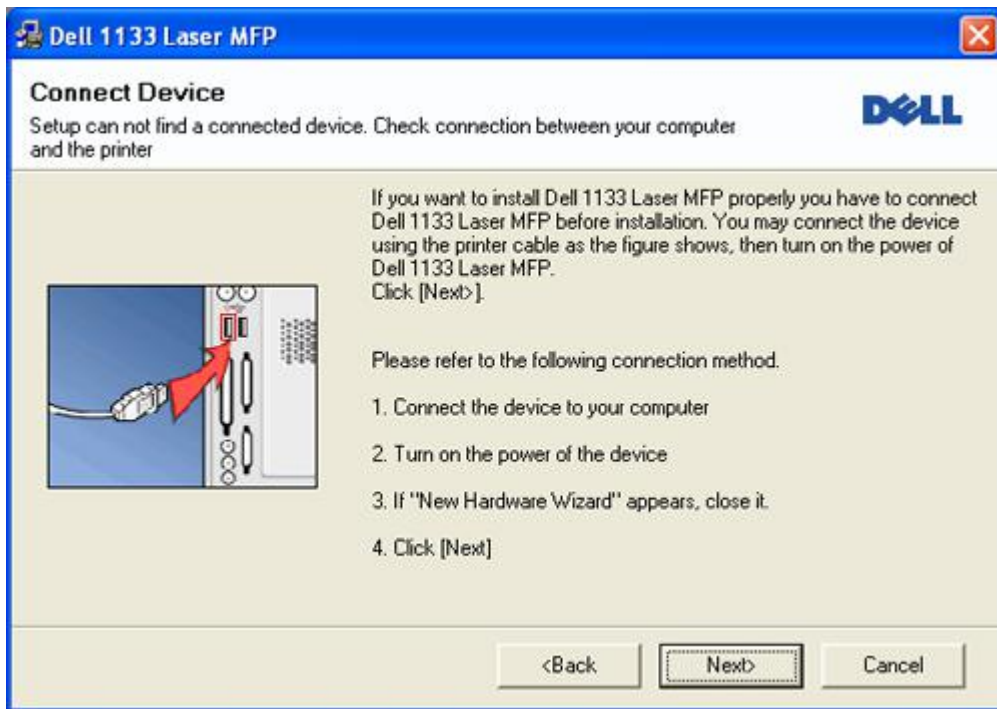 Dell 1133 Laser MFP
Connect Device
Setup can not find a connected device. Check connection between your computer
and the printer
DELL
If you want to install Dell 1133 Laser MFP properly you have to connect
Dell 1133 Laser MFP before installation. You may connect the device
using the printer cable as the figure shows, then turn on the power of
Dell 1133 Laser MFP.
Click [Next>].
Please refer to the following connection method.
1. Connect the device to your computer
2. Turn on the power of the device
3. If "New Hardware Wizard" appears, close it.
4. Click [Next]
<Back
Next>
Cancel